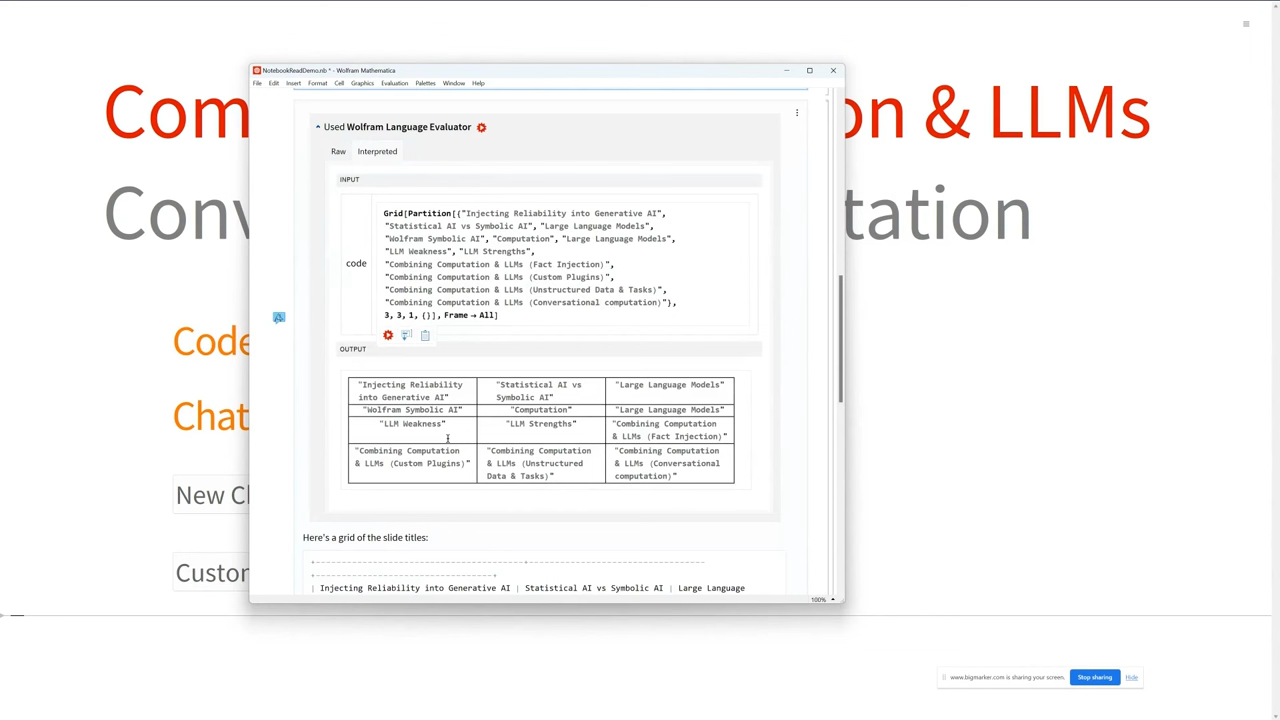 Com
on & LLMs
Conv
tation
Code
Chat
New Cl
Custon
NotebookReadDemo.nb * - Wolfram Mathematica
File Edit Insert Format Cell Graphics Evaluation Palettes Window Help
Used Wolfram Language Evaluator
Raw Interpreted
INPUT
code
Grid[Partition[{"Injecting Reliability into Generative AI",
"Statistical AI vs Symbolic AI", "Large Language Models",
"Wolfram Symbolic AI", "Computation", "Large Language Models",
"LLM Weakness", "LLM Strengths",
"Combining Computation & LLMs (Fact Injection)",
"Combining Computation & LLMs (Custom Plugins)",
"Combining Computation & LLMs (Unstructured Data & Tasks)",
"Combining Computation & LLMs (Conversational computation)"},
3, 3, 1, {}], Frame → All]
OUTPUT
"Injecting Reliability
into Generative AI"
"Statistical AI vs
Symbolic AI"
"Large Language Models"
"Wolfram Symbolic AI"
"Computation"
"Large Language Models"
"LLM Weakness"
"LLM Strengths"
"Combining Computation
& LLMs (Fact Injection)"
"Combining Computation
& LLMs (Custom Plugins)"
"Combining Computation
& LLMs (Unstructured
Data & Tasks)"
"Combining Computation
& LLMs (Conversational
computation)"
Here's a grid of the slide titles:
| Injecting Reliability into Generative AI | Statistical AI vs Symbolic AI | Large Language
100%
www.bigmarker.com is sharing your screen. Stop sharing Hide